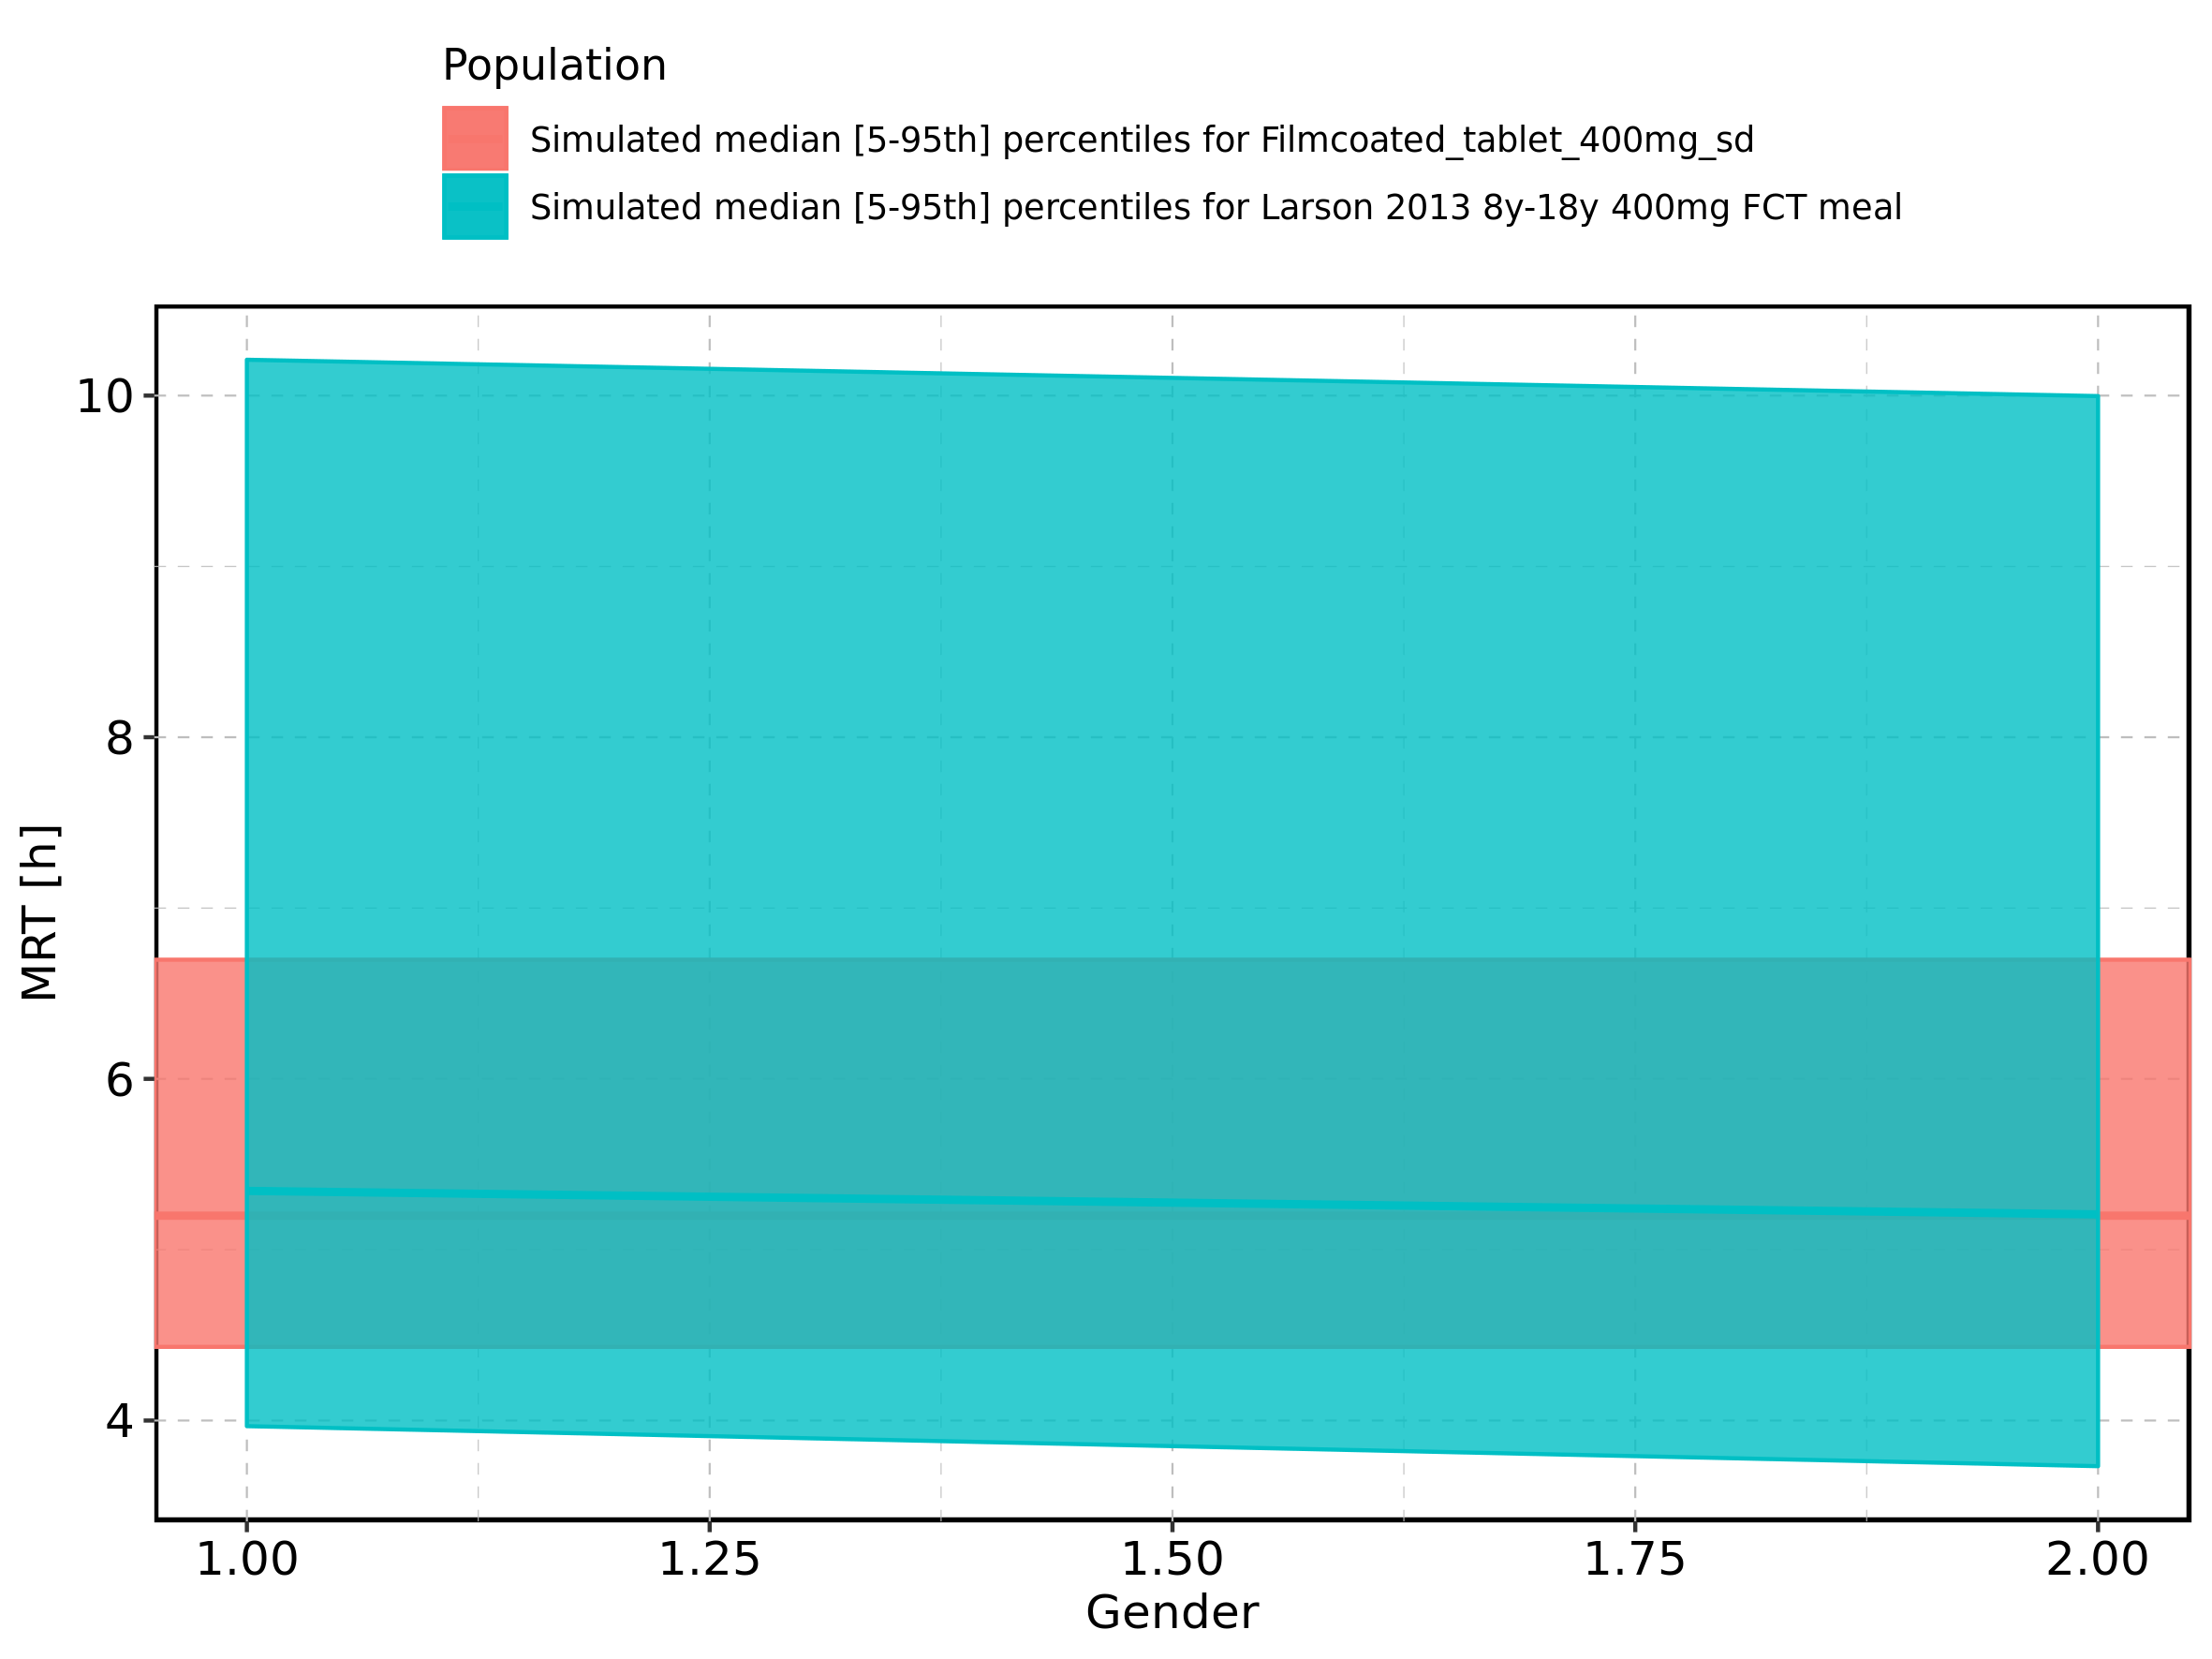 Population
Simulated median [5-95th] percentiles for Filmcoated_tablet_400mg_sd
Simulated median [5-95th] percentiles for Larson 2013 8y-18y 400mg FCT meal
10
8
6
4
MRT [h]
1.00 1.25 1.50 1.75 2.00
Gender